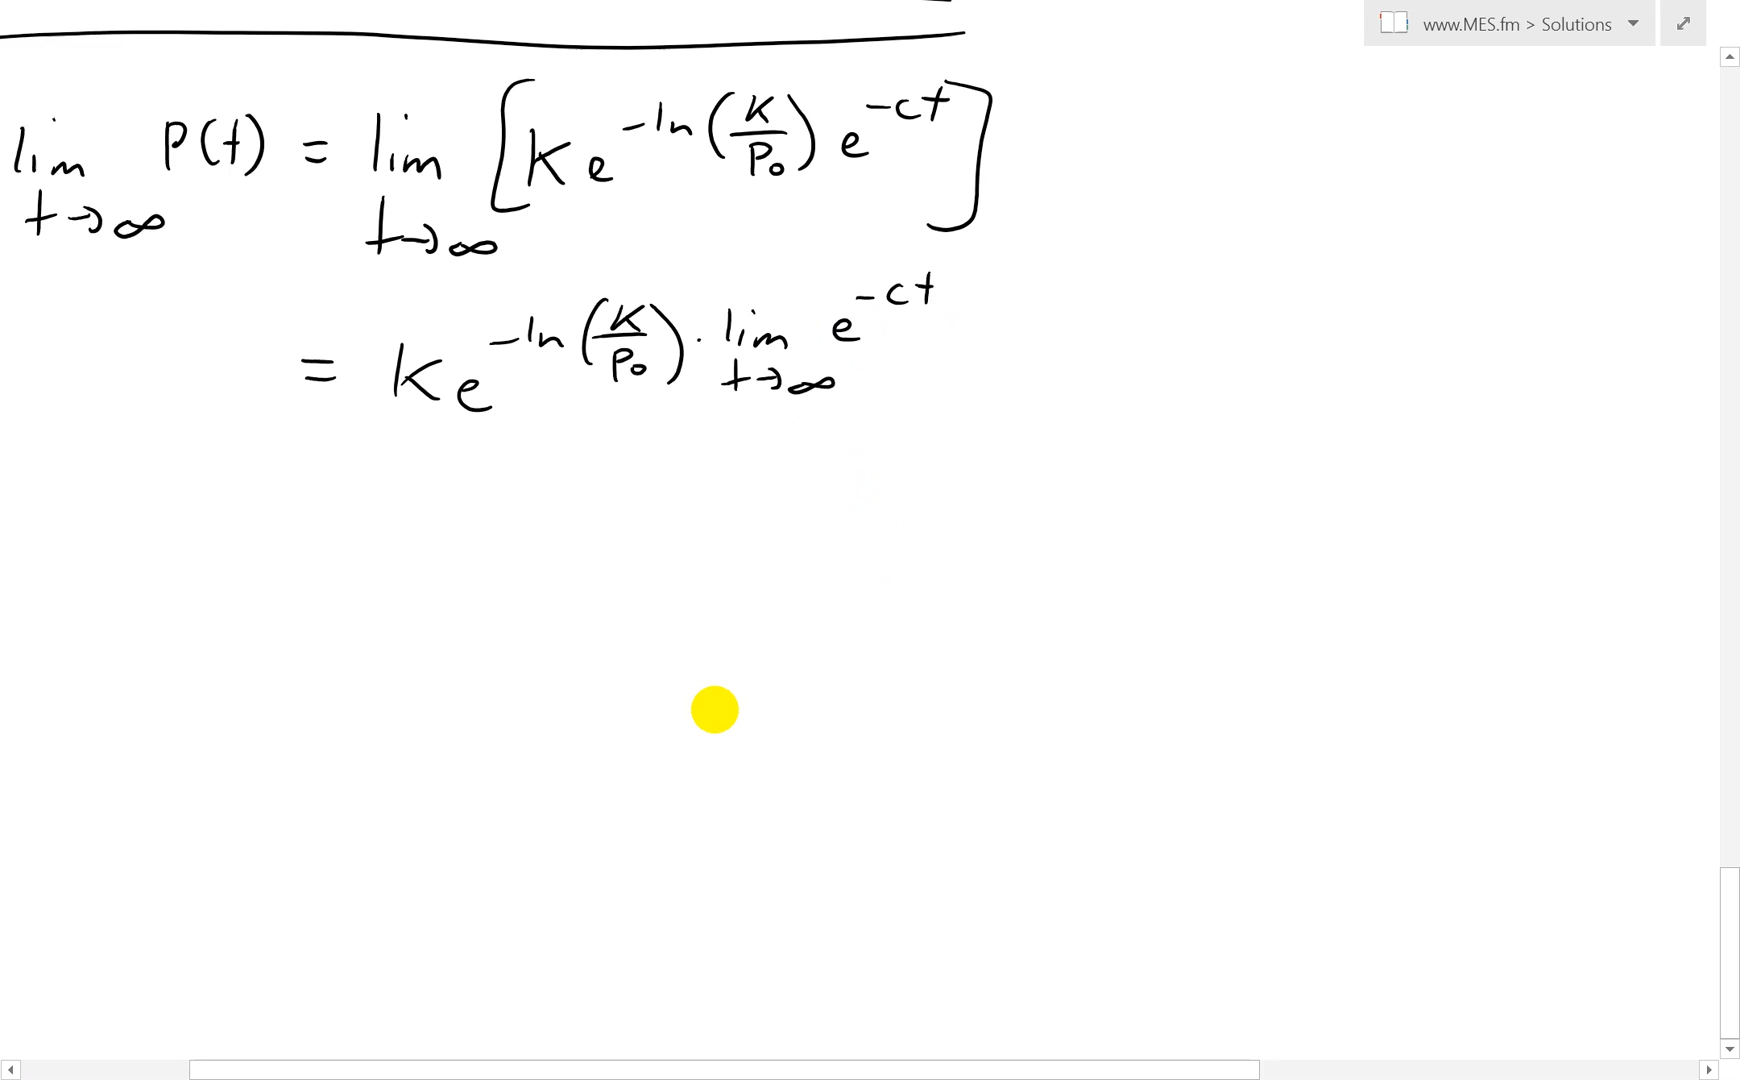 www.MES.fm > Solutions
lim P(t) = lim [K e^{-ln(K/P₀) e^{-ct}}]
t→∞ t→∞
= K e^{-ln(K/P₀) · lim e^{-ct}}
t→∞